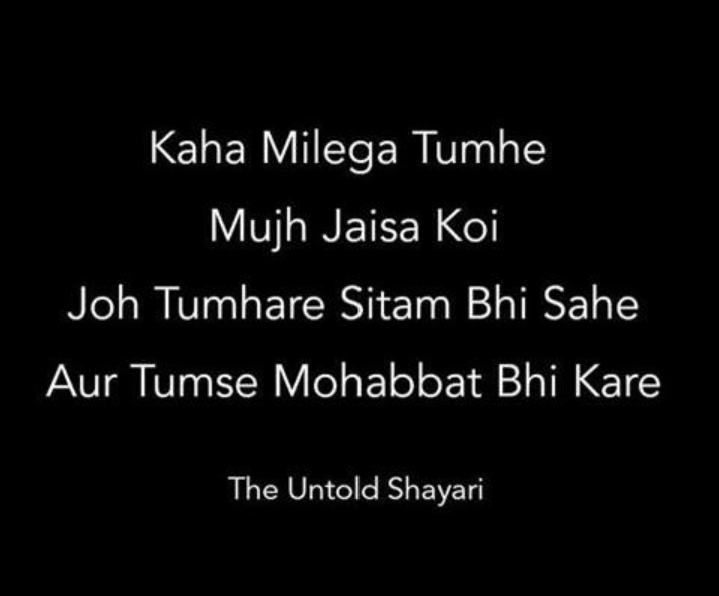 Kaha Milega Tumhe
Mujh Jaisa Koi
Joh Tumhare Sitam Bhi Sahe
Aur Tumse Mohabbat Bhi Kare
The Untold Shayari